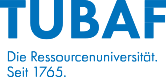 TUBAF
Die Ressourcenuniversität.
Seit 1765.